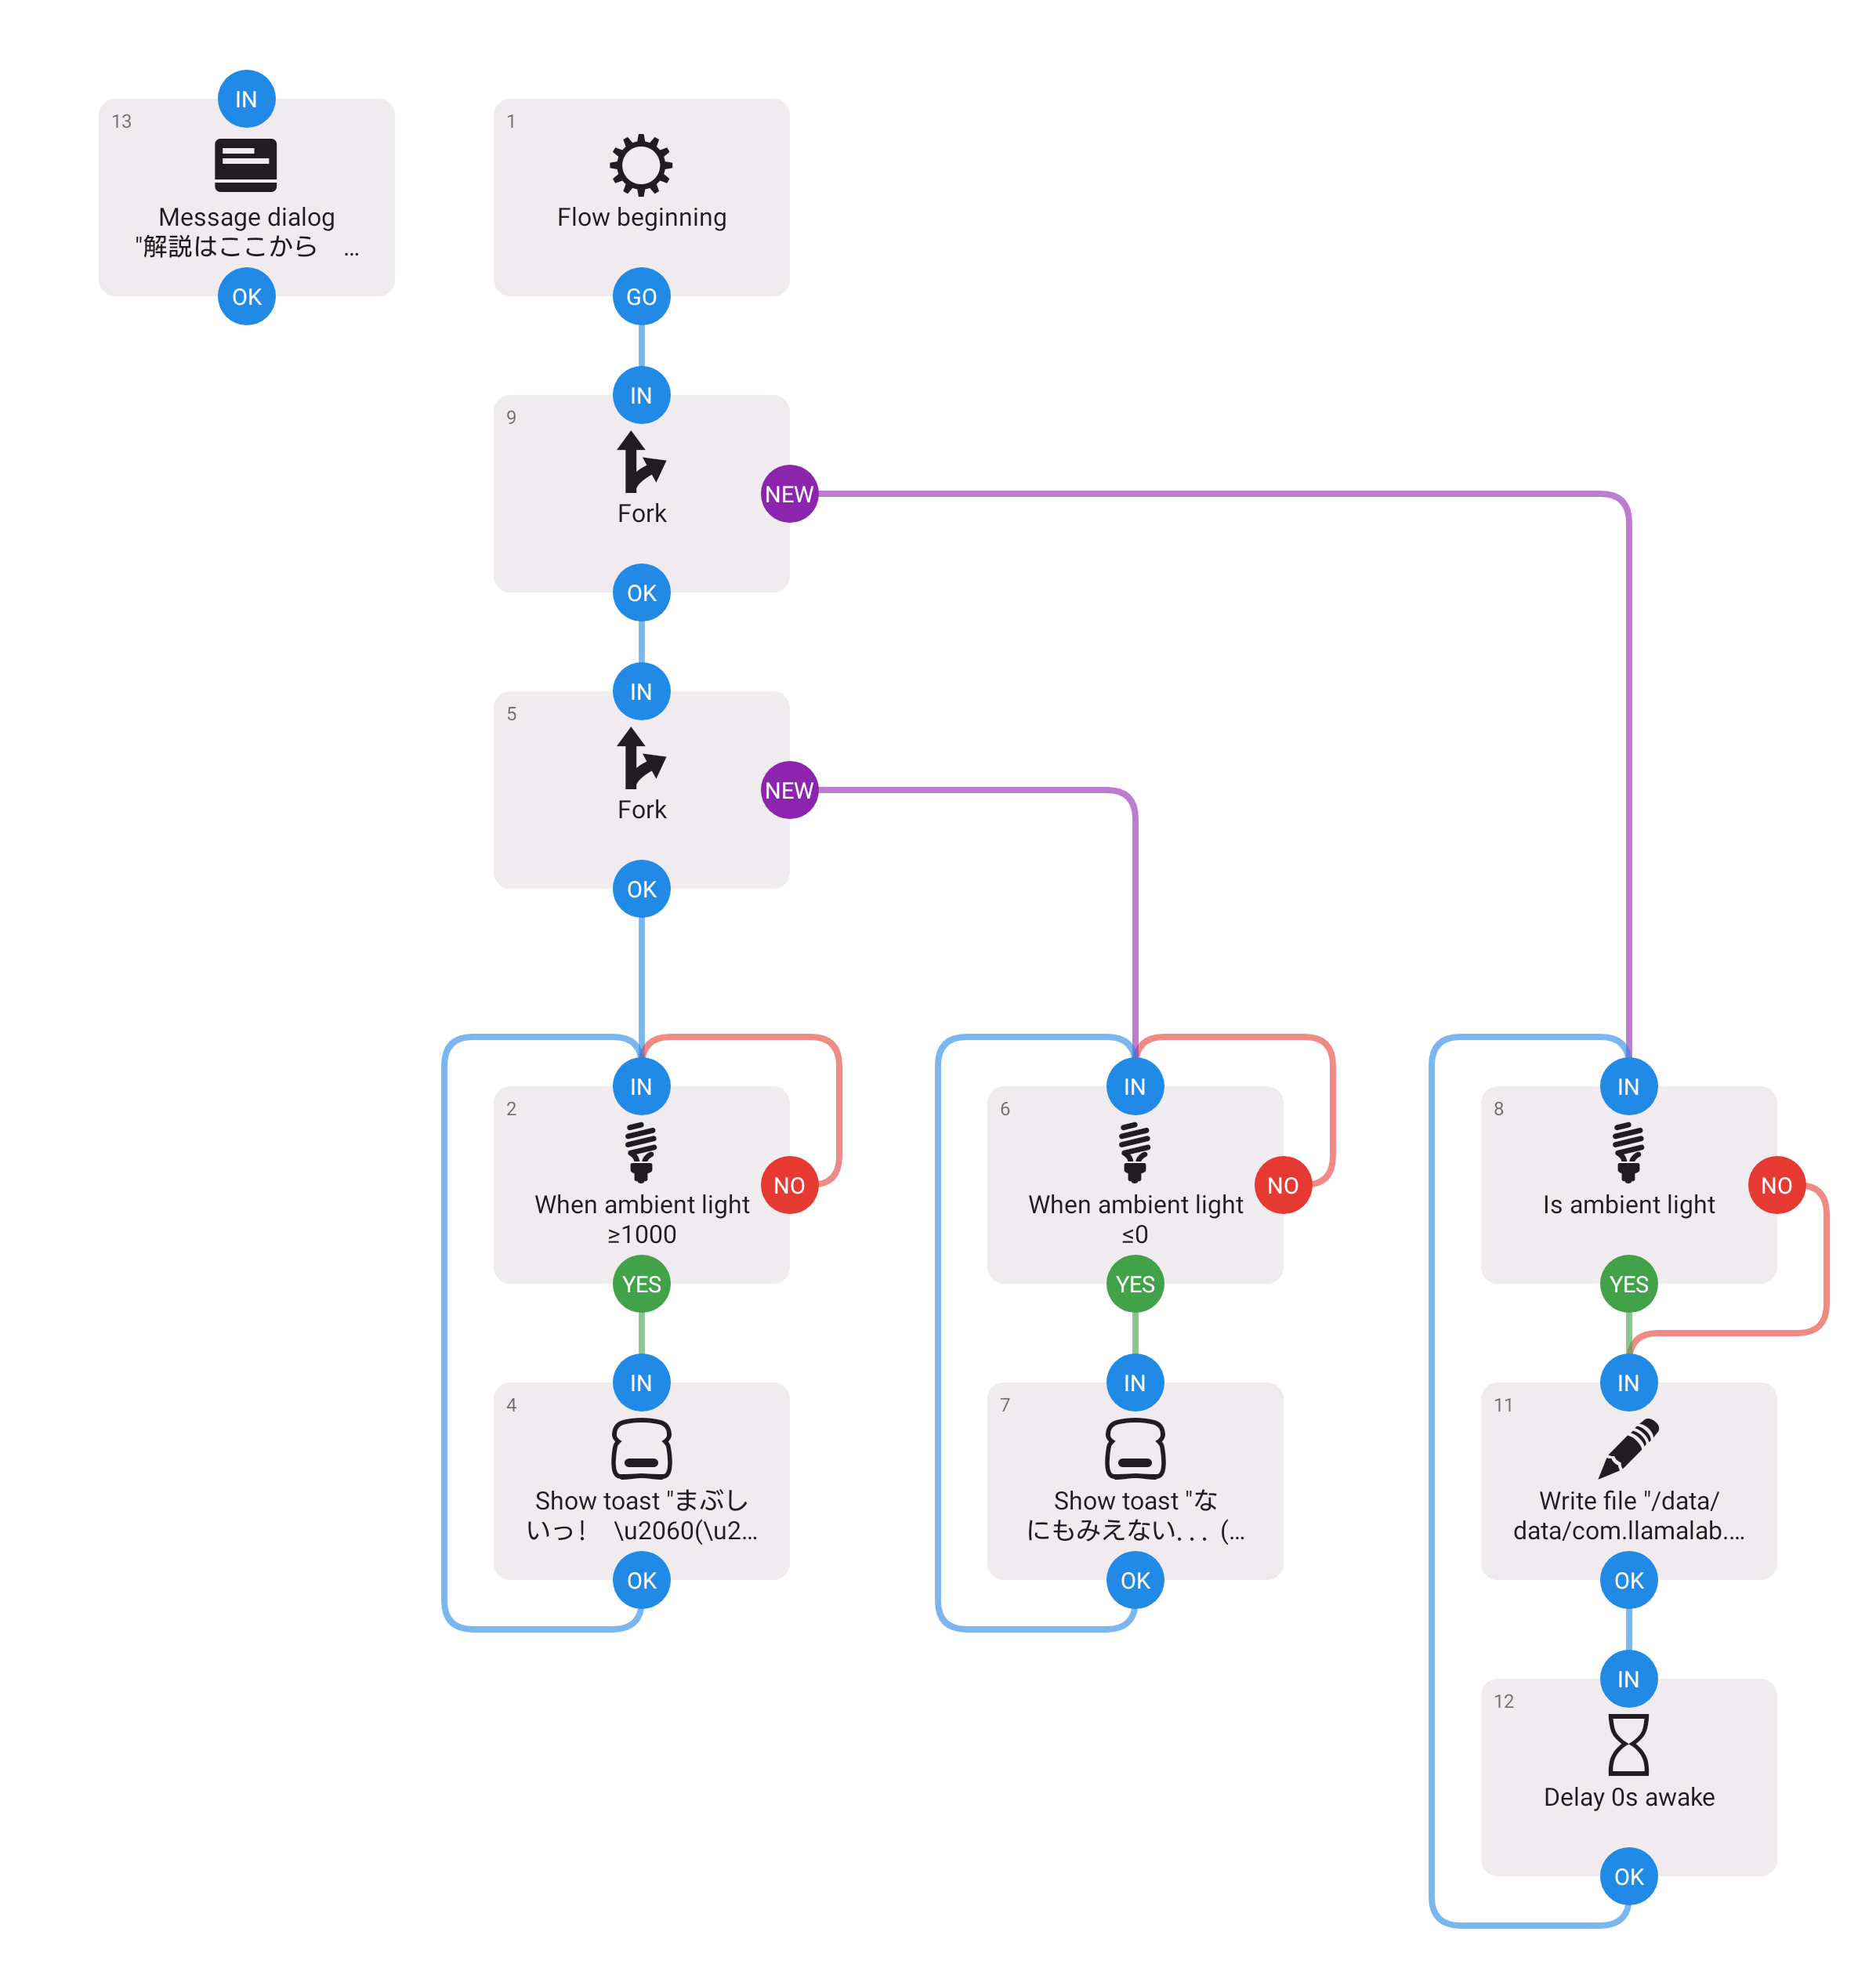 IN
13
Message dialog
"解説はここから　...
OK
1
Flow beginning
GO
IN
9
NEW
Fork
OK
IN
5
NEW
Fork
OK
IN
2
NO
When ambient light
≥1000
YES
IN
4
Show toast "まぶし
いっ！　\u2060(\u2...
OK
IN
6
NO
When ambient light
≤0
YES
IN
7
Show toast "な
にもみえない．．．(...
OK
IN
8
NO
Is ambient light
YES
IN
11
Write file "/data/
data/com.llamalab....
OK
IN
12
Delay 0s awake
OK